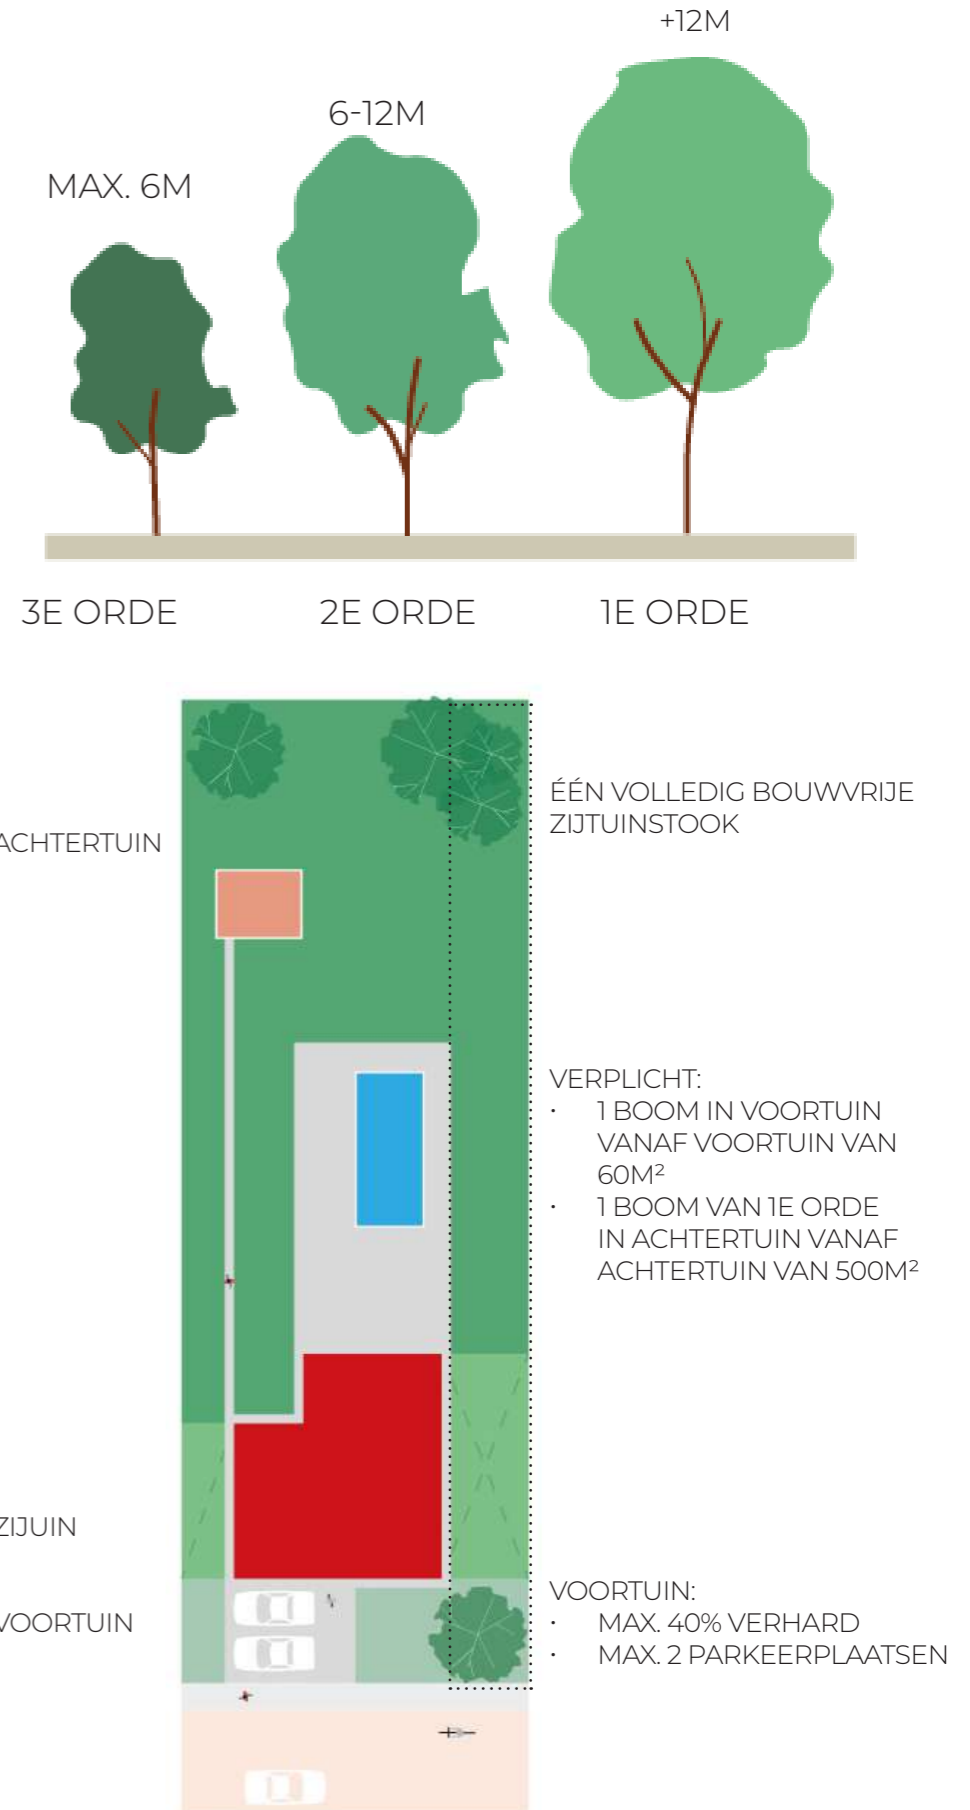 +12M
6-12M
MAX. 6M
3E ORDE
2E ORDE
1E ORDE
ÉÉN VOLLEDIG BOUWVRIJE
ZIJTUINSTOOK
ACHTERTUIN
VERPLICHT:
· 1 BOOM IN VOORTUIN
VANAF VOORTUIN VAN
60M²
· 1 BOOM VAN 1E ORDE
IN ACHTERTUIN VANAF
ACHTERTUIN VAN 500M²
ZIJUIN
VOORTUIN
VOORTUIN:
· MAX. 40% VERHARD
· MAX. 2 PARKEERPLAATSEN